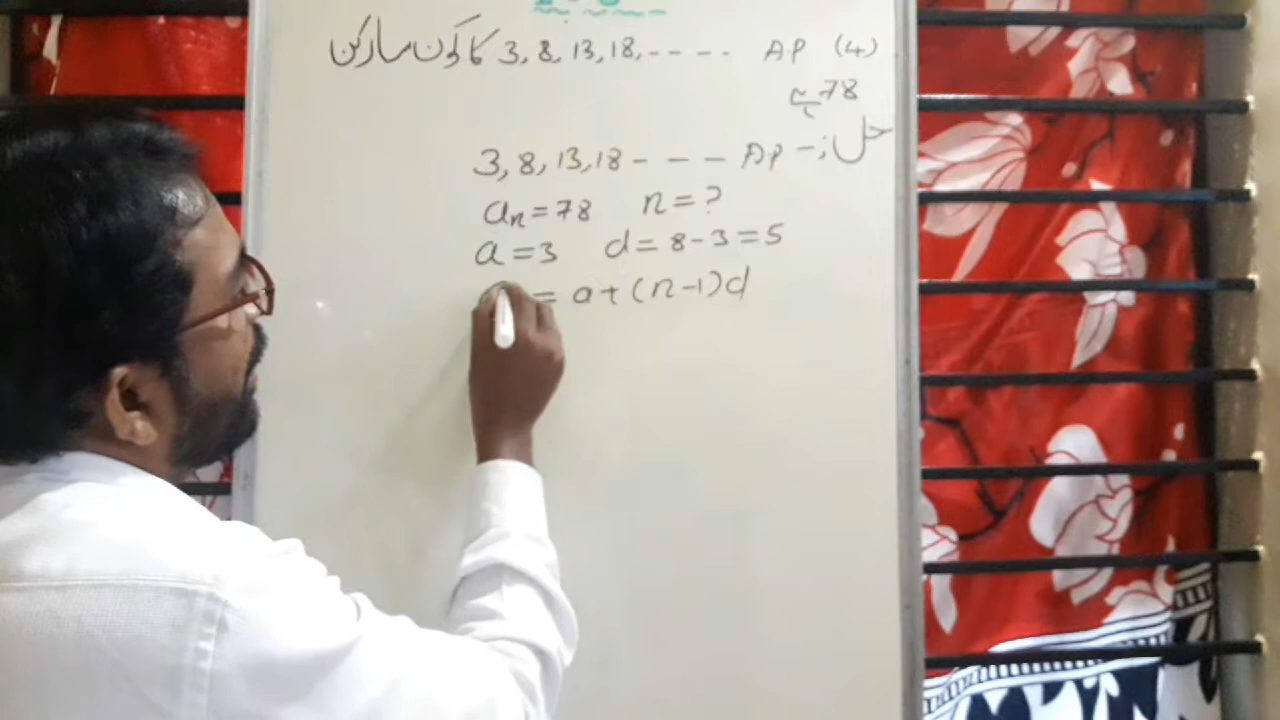 (4) AP 3, 8, 13, 18, - - - - کا کون سا رکن
78 ہے
حل :- AP 3, 8, 13, 18 - - - -
aₙ = 78 n = ?
a = 3 d = 8 - 3 = 5
= a + (n - 1)d